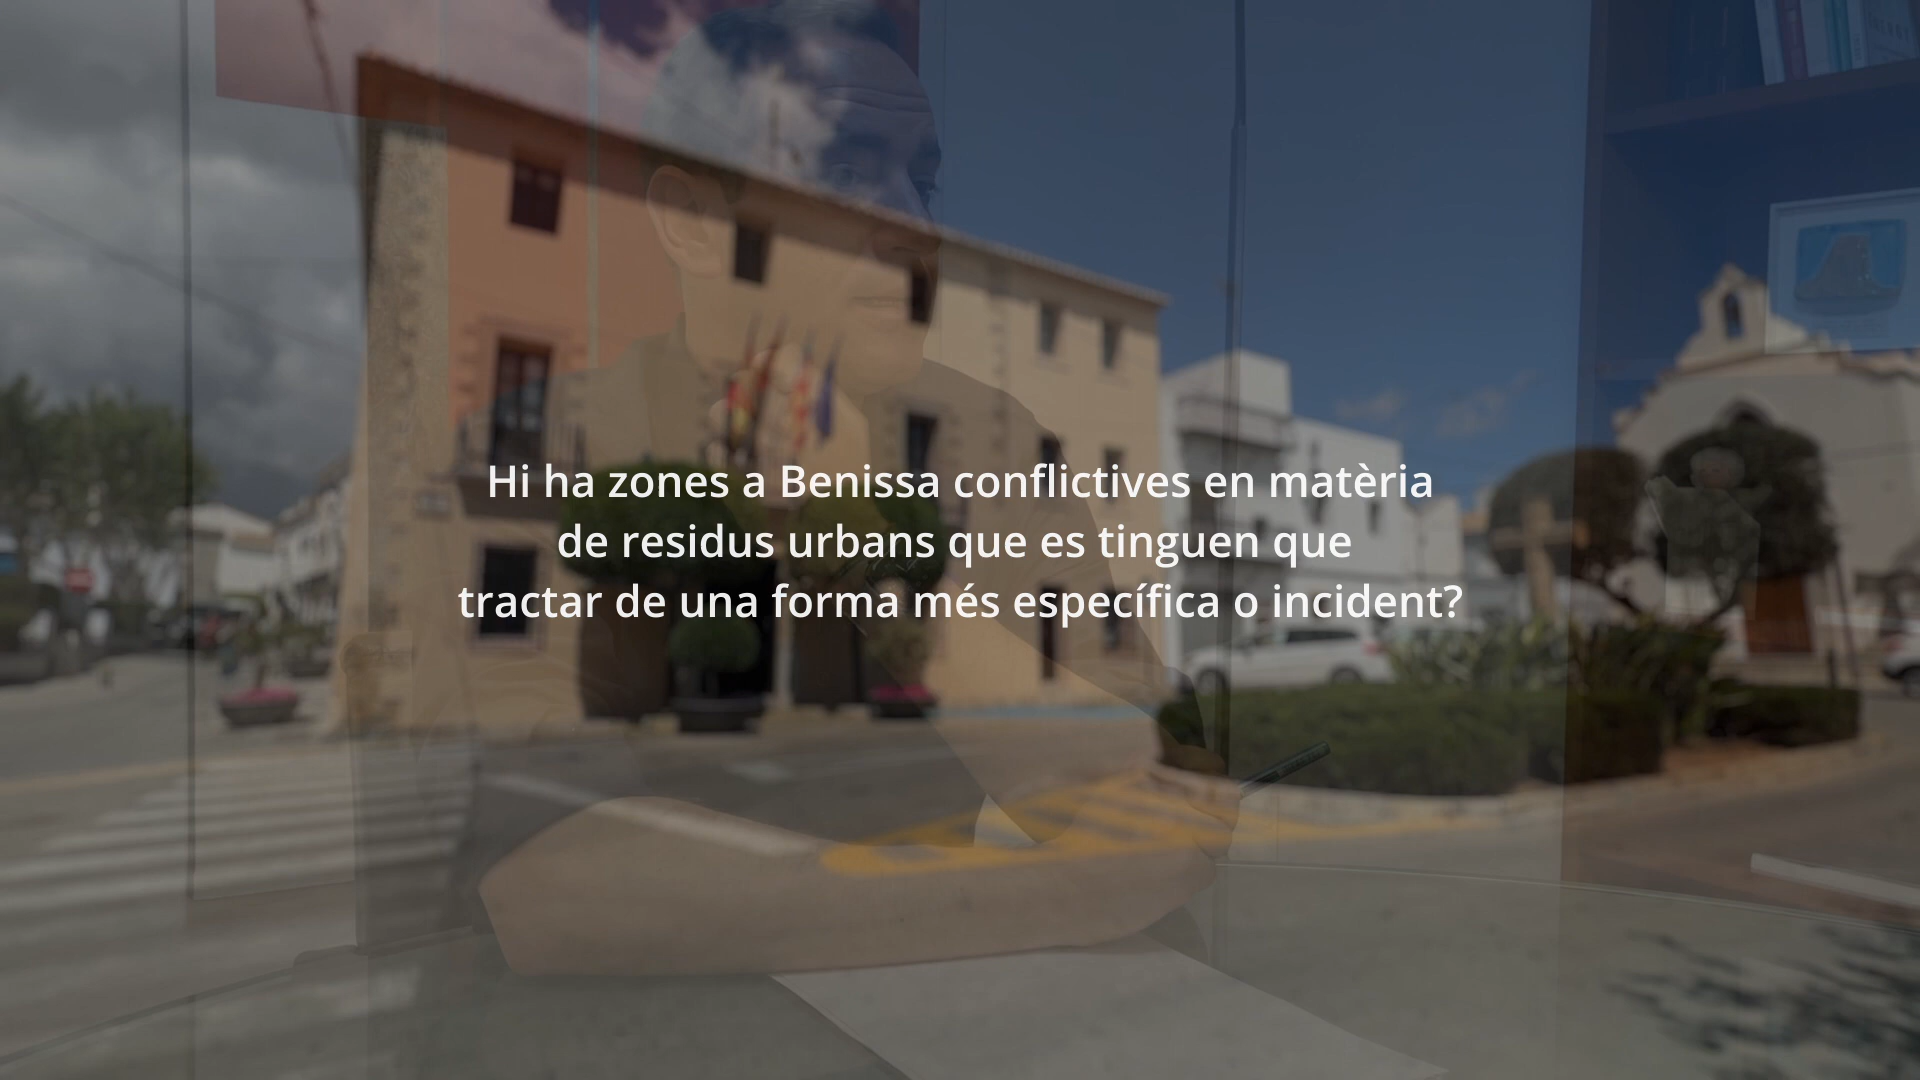 Hi ha zones a Benissa conflictives en matèria
de residus urbans que es tinguen que
tractar de una forma més específica o incident?